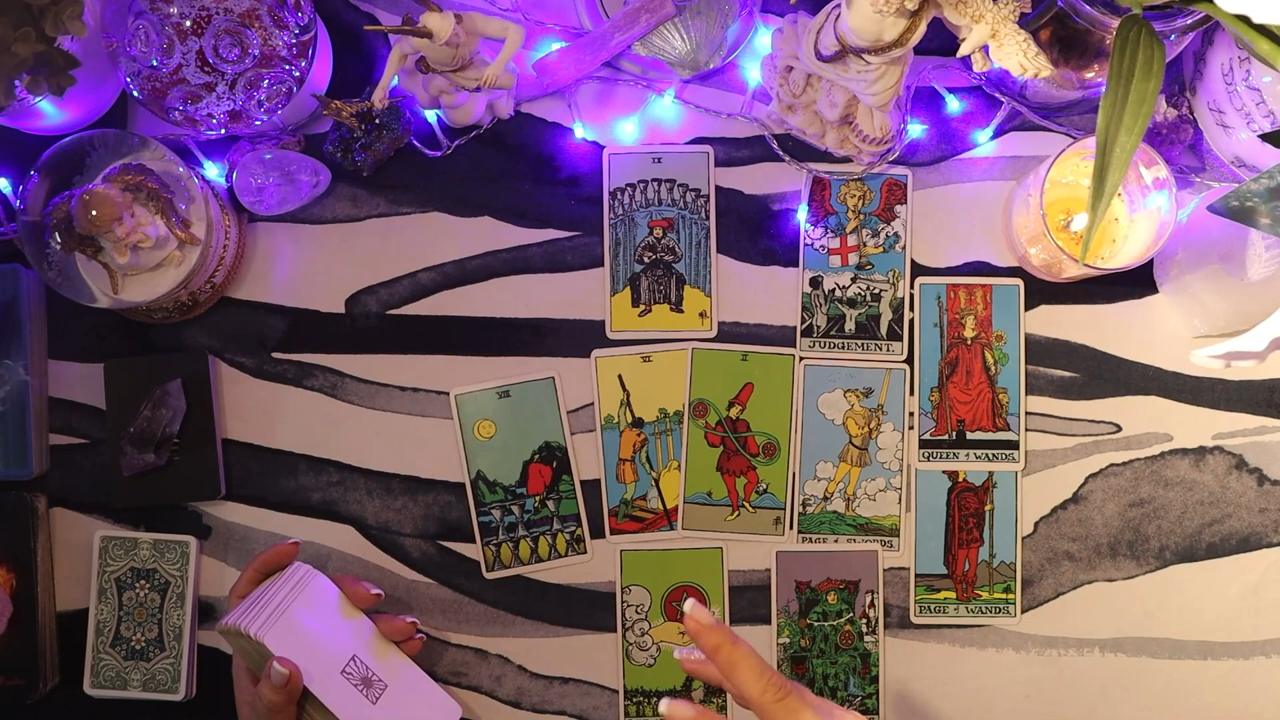 IX
JUDGEMENT.
QUEEN of WANDS.
VIII
VI
II
PAGE of SWORDS.
PAGE of WANDS.